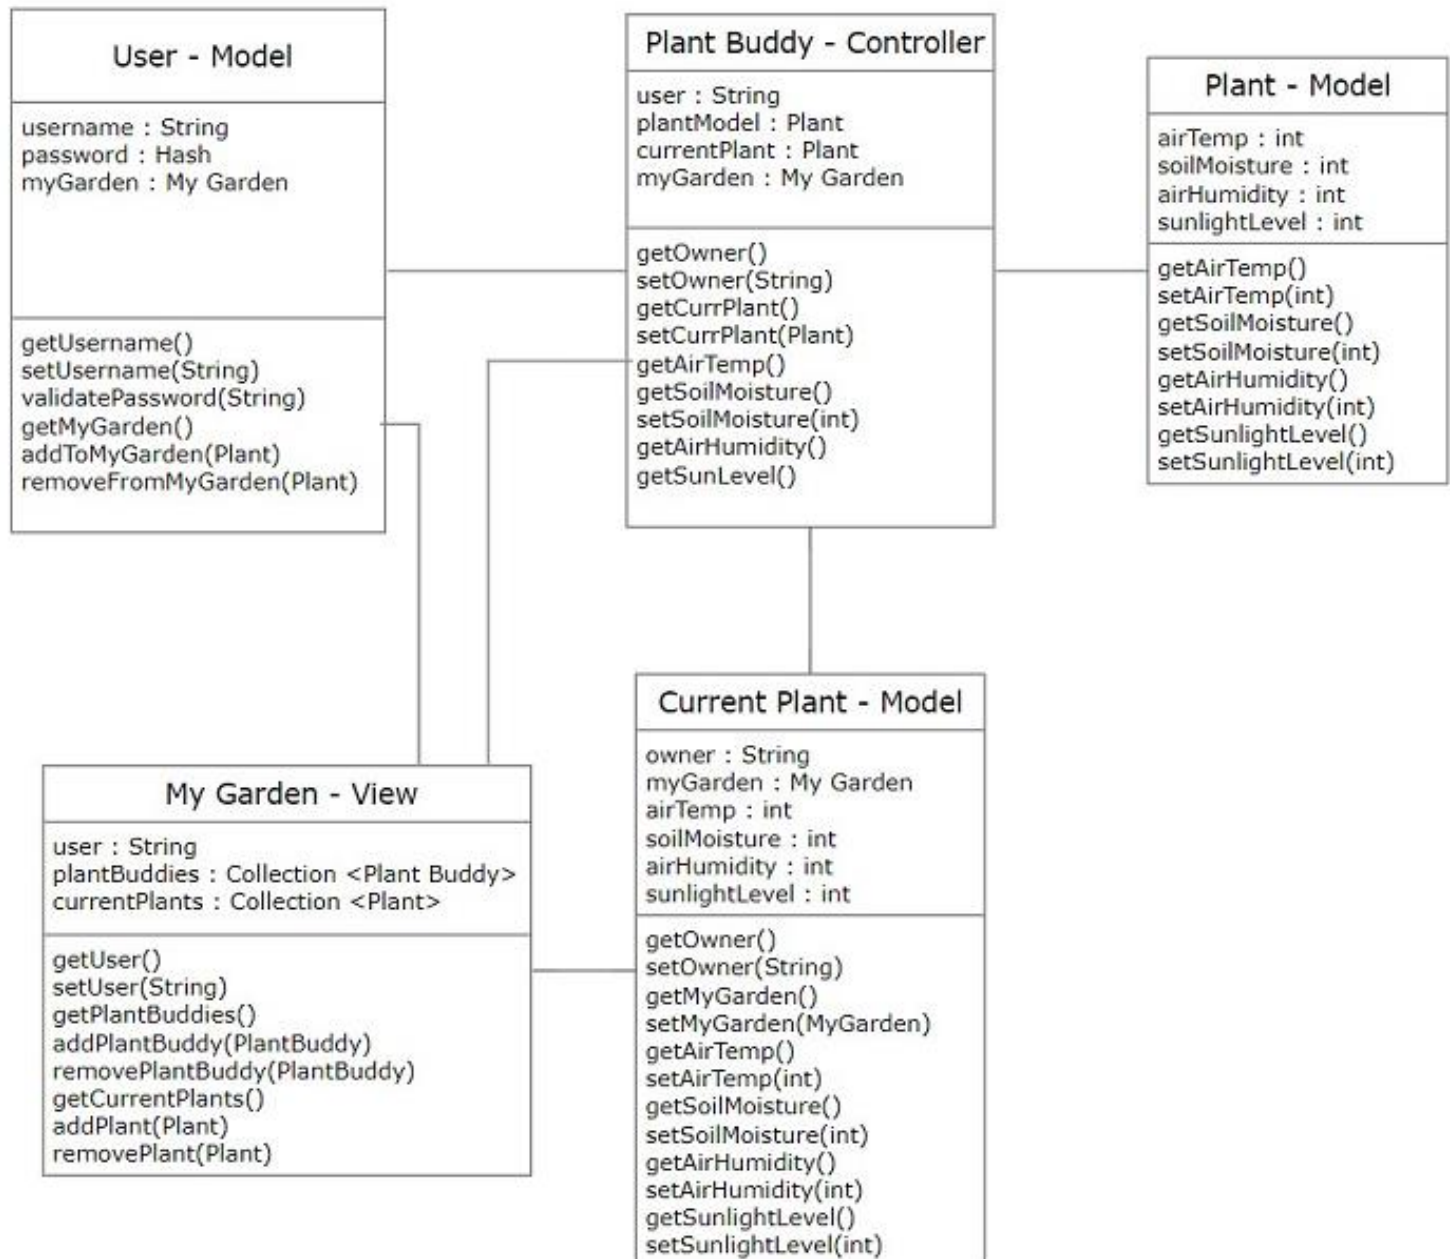 User - Model
username : String
password : Hash
myGarden : My Garden
getUsername()
setUsername(String)
validatePassword(String)
getMyGarden()
addToMyGarden(Plant)
removeFromMyGarden(Plant)
Plant Buddy - Controller
user : String
plantModel : Plant
currentPlant : Plant
myGarden : My Garden
getOwner()
setOwner(String)
getCurrPlant()
setCurrPlant(Plant)
getAirTemp()
getSoilMoisture()
setSoilMoisture(int)
getAirHumidity()
getSunLevel()
Plant - Model
airTemp : int
soilMoisture : int
airHumidity : int
sunlightLevel : int
getAirTemp()
setAirTemp(int)
getSoilMoisture()
setSoilMoisture(int)
getAirHumidity()
setAirHumidity(int)
getSunlightLevel()
setSunlightLevel(int)
My Garden - View
user : String
plantBuddies : Collection <Plant Buddy>
currentPlants : Collection <Plant>
getUser()
setUser(String)
getPlantBuddies()
addPlantBuddy(PlantBuddy)
removePlantBuddy(PlantBuddy)
getCurrentPlants()
addPlant(Plant)
removePlant(Plant)
Current Plant - Model
owner : String
myGarden : My Garden
airTemp : int
soilMoisture : int
airHumidity : int
sunlightLevel : int
getOwner()
setOwner(String)
getMyGarden()
setMyGarden(MyGarden)
getAirTemp()
setAirTemp(int)
getSoilMoisture()
setSoilMoisture(int)
getAirHumidity()
setAirHumidity(int)
getSunlightLevel()
setSunlightLevel(int)